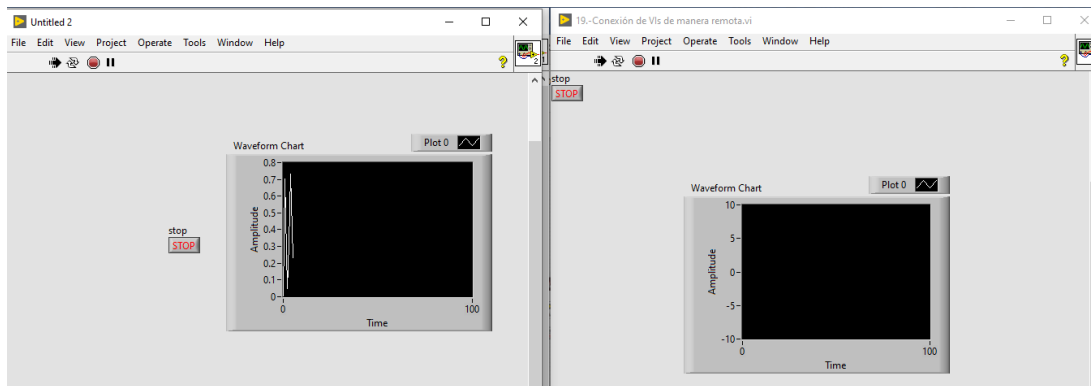 Untitled 2
File Edit View Project Operate Tools Window Help
2
Waveform Chart
Plot 0
0.8
0.7
0.6
0.5
0.4
0.3
0.2
0.1
0
Amplitude
0
100
Time
stop
STOP
19.-Conexión de VIs de manera remota.vi
File Edit View Project Operate Tools Window Help
stop
STOP
Waveform Chart
Plot 0
10
5
0
-5
-10
Amplitude
0
100
Time